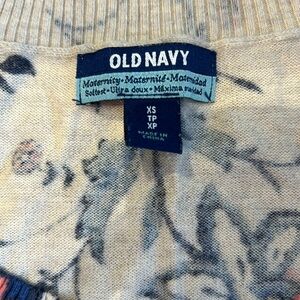 OLD NAVY
Maternity • Maternité • Maternidad
Softest • Ultra doux • Máxima suavidad
XS
TP
XP
MADE IN
CHINA